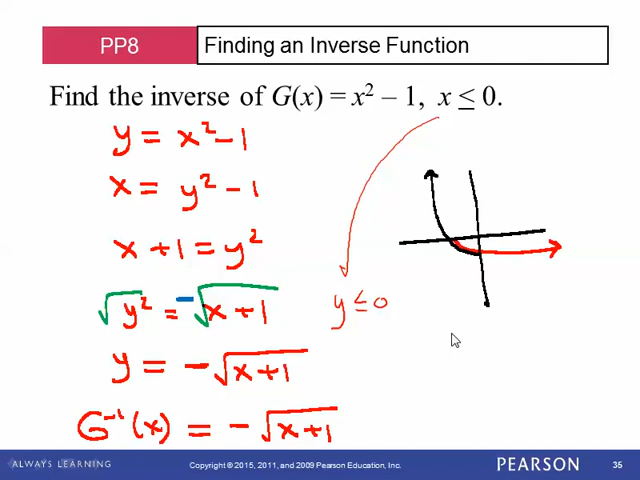 PP8 Finding an Inverse Function
Find the inverse of G(x) = x² – 1, x ≤ 0.
y = x² - 1
x = y² - 1
x + 1 = y²
√y² = -√x+1
y ≤ 0
y = -√x+1
G⁻¹(x) = -√x+1
ALWAYS LEARNING Copyright © 2015, 2011, and 2009 Pearson Education, Inc. PEARSON 35